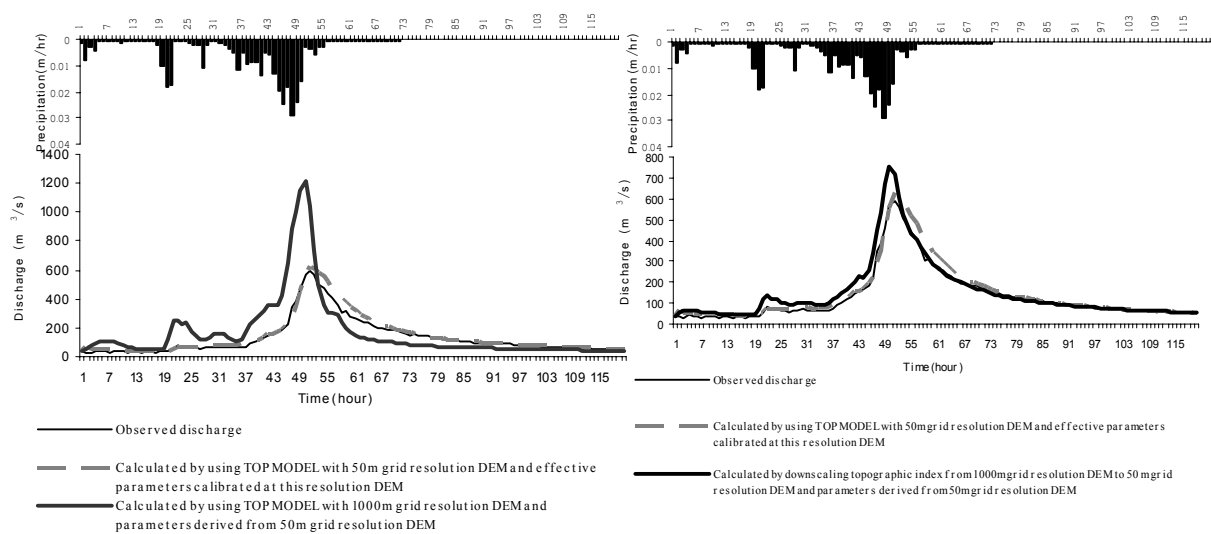 1 7 13 19 25 31 37 43 49 55 61 67 73 79 85 91 97 103 109 115
0
0.01
0.02
0.03
0.04
Precipitation(m/hr)
1400
1200
1000
800
600
400
200
0
Discharge (m 3/s)
1 7 13 19 25 31 37 43 49 55 61 67 73 79 85 91 97 103 109 115
Time(hour)
Observed discharge
Calculated by using TOPMODEL with 50m grid resolution DEM and effective
parameters calibrated at this resolution DEM
Calculated by using TOPMODEL with 1000m grid resolution DEM and
parameters derived from 50m grid resolution DEM
1 7 13 19 25 31 37 43 49 55 61 67 73 79 85 91 97 103 109 115
0
0.01
0.02
0.03
0.04
Precipitation (m/hr)
800
700
600
500
400
300
200
100
0
Discharge (m 3/s)
1 7 13 19 25 31 37 43 49 55 61 67 73 79 85 91 97 103 109 115
Time(hour)
Observed discharge
Calculated by using TOPMODEL with 50mgrid resolution DEM and effective parameters
calibrated at this resolution DEM
Calculated by downscaling topographic index from 1000mgrid resolution DEM to 50 mgrid
resolution DEM and parameters derived from 50mgrid resolution DEM